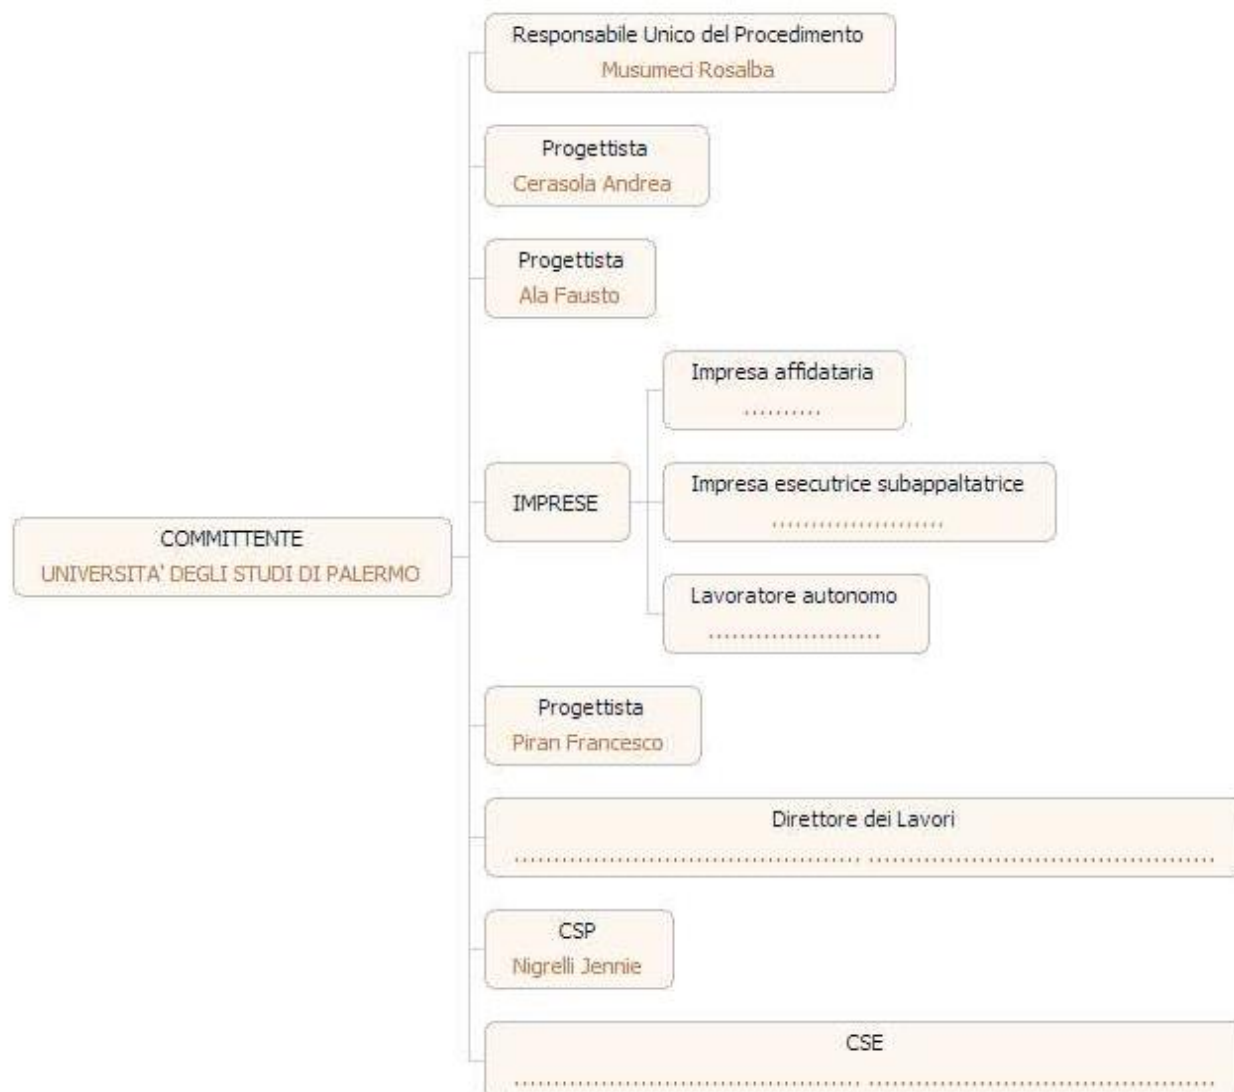 Responsabile Unico del Procedimento
Musumeci Rosalba
Progettista
Cerasola Andrea
Progettista
Ala Fausto
Impresa affidataria
..........
IMPRESE
Impresa esecutrice subappaltatrice
......................
COMMITTENTE
UNIVERSITA' DEGLI STUDI DI PALERMO
Lavoratore autonomo
......................
Progettista
Piran Francesco
Direttore dei Lavori
............................................ ............................................
CSP
Nigrelli Jennie
CSE
............................................ ............................................